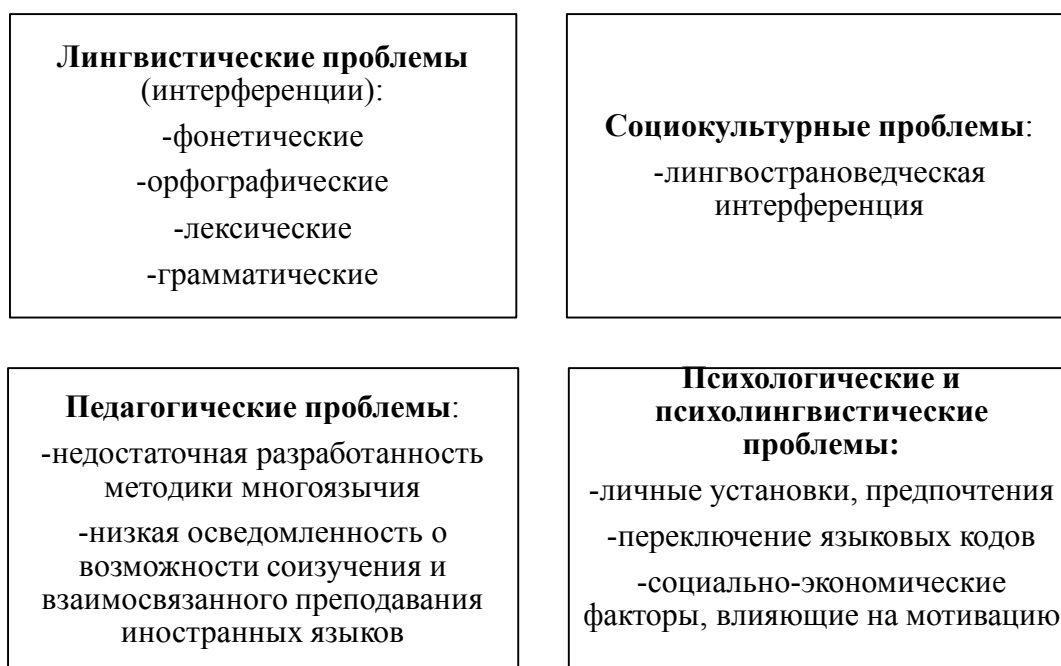 Лингвистические проблемы
(интерференции):
-фонетические
-орфографические
-лексические
-грамматические
Социокультурные проблемы:
-лингвострановедческая
интерференция
Педагогические проблемы:
-недостаточная разработанность
методики многоязычия
-низкая осведомленность о
возможности соизучения и
взаимосвязанного преподавания
иностранных языков
Психологические и
психолингвистические
проблемы:
-личные установки, предпочтения
-переключение языковых кодов
-социально-экономические
факторы, влияющие на мотивацию